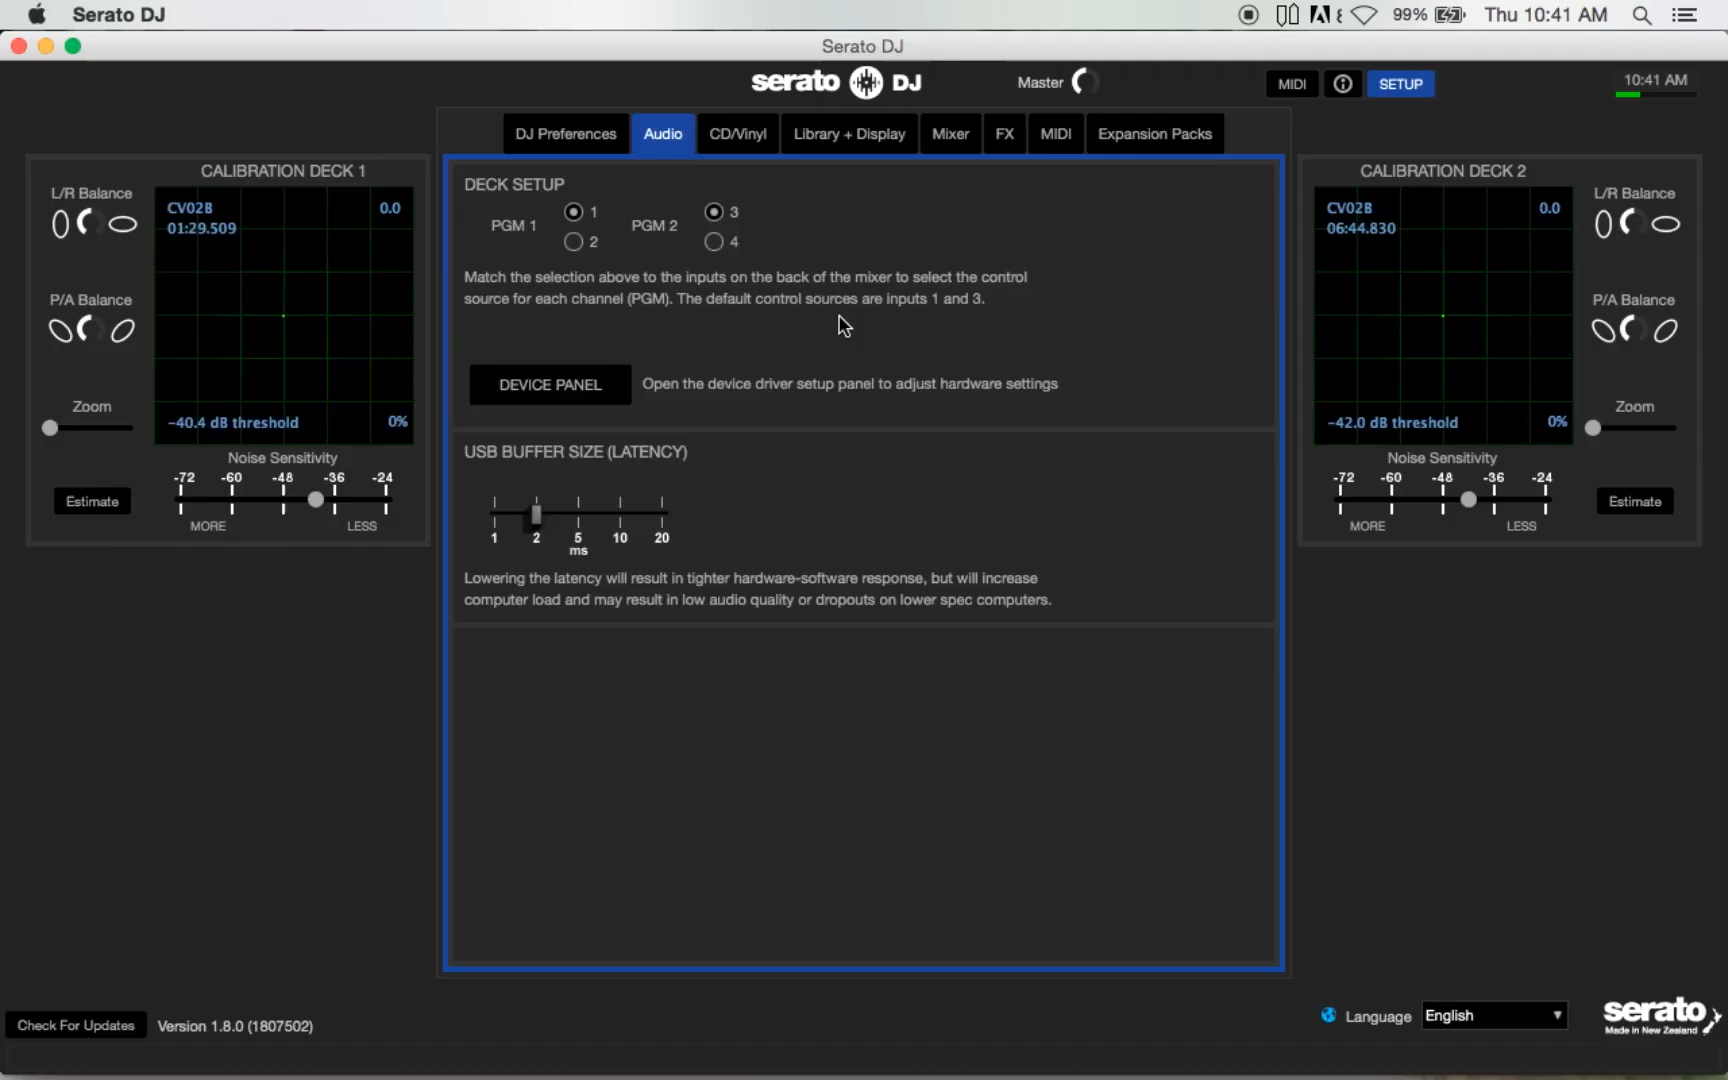 Serato DJ
99%
Thu 10:41 AM
Serato DJ
serato DJ
Master
MIDI
SETUP
10:41 AM
DJ Preferences
Audio
CD/Vinyl
Library + Display
Mixer
FX
MIDI
Expansion Packs
CALIBRATION DECK 1
L/R Balance
CV02B
0.0
01:29.509
P/A Balance
Zoom
-40.4 dB threshold
0%
Noise Sensitivity
-72 -60 -48 -36 -24
Estimate
MORE
LESS
DECK SETUP
PGM 1
1
2
PGM 2
3
4
Match the selection above to the inputs on the back of the mixer to select the control
source for each channel (PGM). The default control sources are inputs 1 and 3.
DEVICE PANEL
Open the device driver setup panel to adjust hardware settings
USB BUFFER SIZE (LATENCY)
1 2 5 10 20
ms
Lowering the latency will result in tighter hardware-software response, but will increase
computer load and may result in low audio quality or dropouts on lower spec computers.
CALIBRATION DECK 2
CV02B
0.0
06:44.830
L/R Balance
P/A Balance
Zoom
-42.0 dB threshold
0%
Noise Sensitivity
-72 -60 -48 -36 -24
MORE
LESS
Estimate
Check For Updates
Version 1.8.0 (1807502)
Language
English
serato
Made in New Zealand